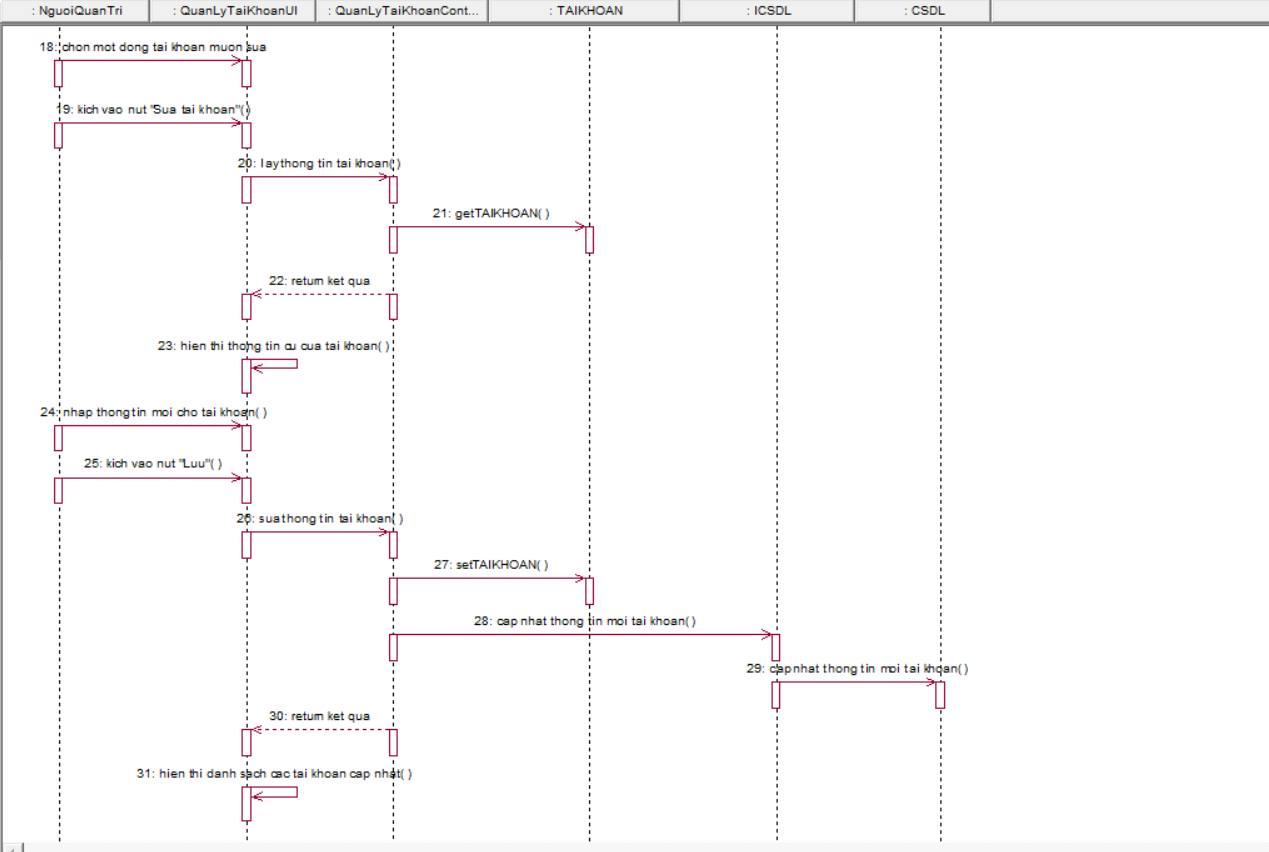 : NguoiQuanTri
: QuanLyTaiKhoanUI
: QuanLyTaiKhoanCont...
: TAIKHOAN
: ICSDL
: CSDL
18: chon mot dong tai khoan muon sua
19: kich vao nut "Sua tai khoan"()
20: lay thong tin tai khoan( )
21: getTAIKHOAN( )
22: return ket qua
23: hien thi thong tin cu cua tai khoan( )
24: nhap thong tin moi cho tai khoan( )
25: kich vao nut "Luu"( )
26: sua thong tin tai khoan( )
27: setTAIKHOAN( )
28: cap nhat thong tin moi tai khoan( )
29: cap nhat thong tin moi tai khoan( )
30: return ket qua
31: hien thi danh sach cac tai khoan cap nhat( )